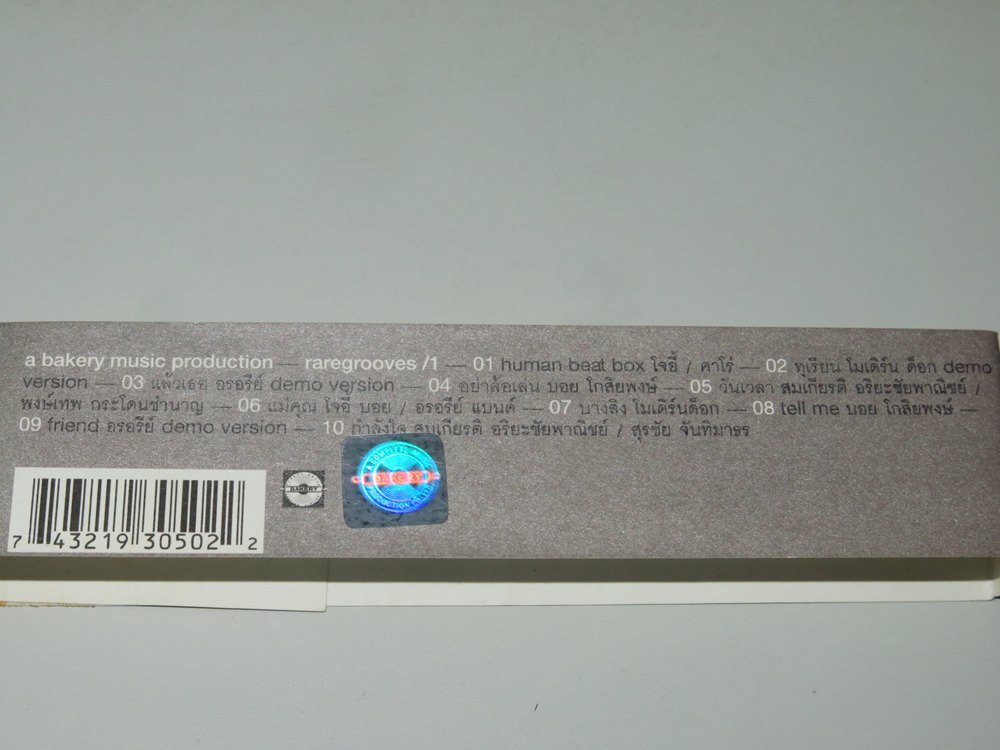 a bakery music production — raregrooves /1 — 01 human beat box โจอี้ / คาโร่ — 02 ทุเรียน โมเดิร์น ด็อก demo
version — 03 แล้วเธอ อรอรีย์ demo version — 04 อย่าล้อเล่น บอย โกสิยพงษ์ — 05 วันเวลา สมเกียรติ อริยะชัยพาณิชย์ /
พงษ์เทพ กระโดนชำนาญ — 06 แม่คุณ โจอี้ บอย / อรอรีย์ แบนด์ — 07 บางสิ่ง โมเดิร์นด็อก — 08 tell me บอย โกสิยพงษ์ —
09 friend อรอรีย์ demo version — 10 กำลังใจ สมเกียรติ อริยะชัยพาณิชย์ / สุรชัย จันทิมาธร
BAKERY
A COMPLETE MUSIC
PRODUCTION
7 43219 30502 2